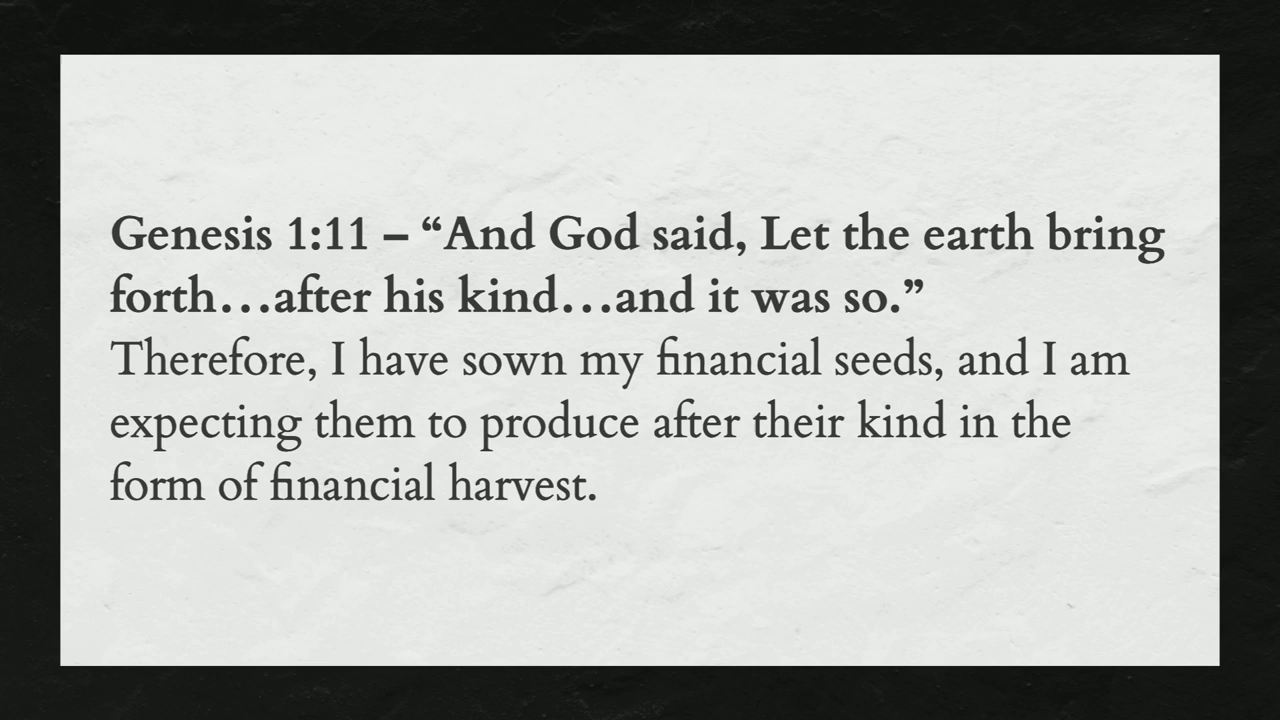 Genesis 1:11 – “And God said, Let the earth bring
forth…after his kind…and it was so.”
Therefore, I have sown my financial seeds, and I am
expecting them to produce after their kind in the
form of financial harvest.